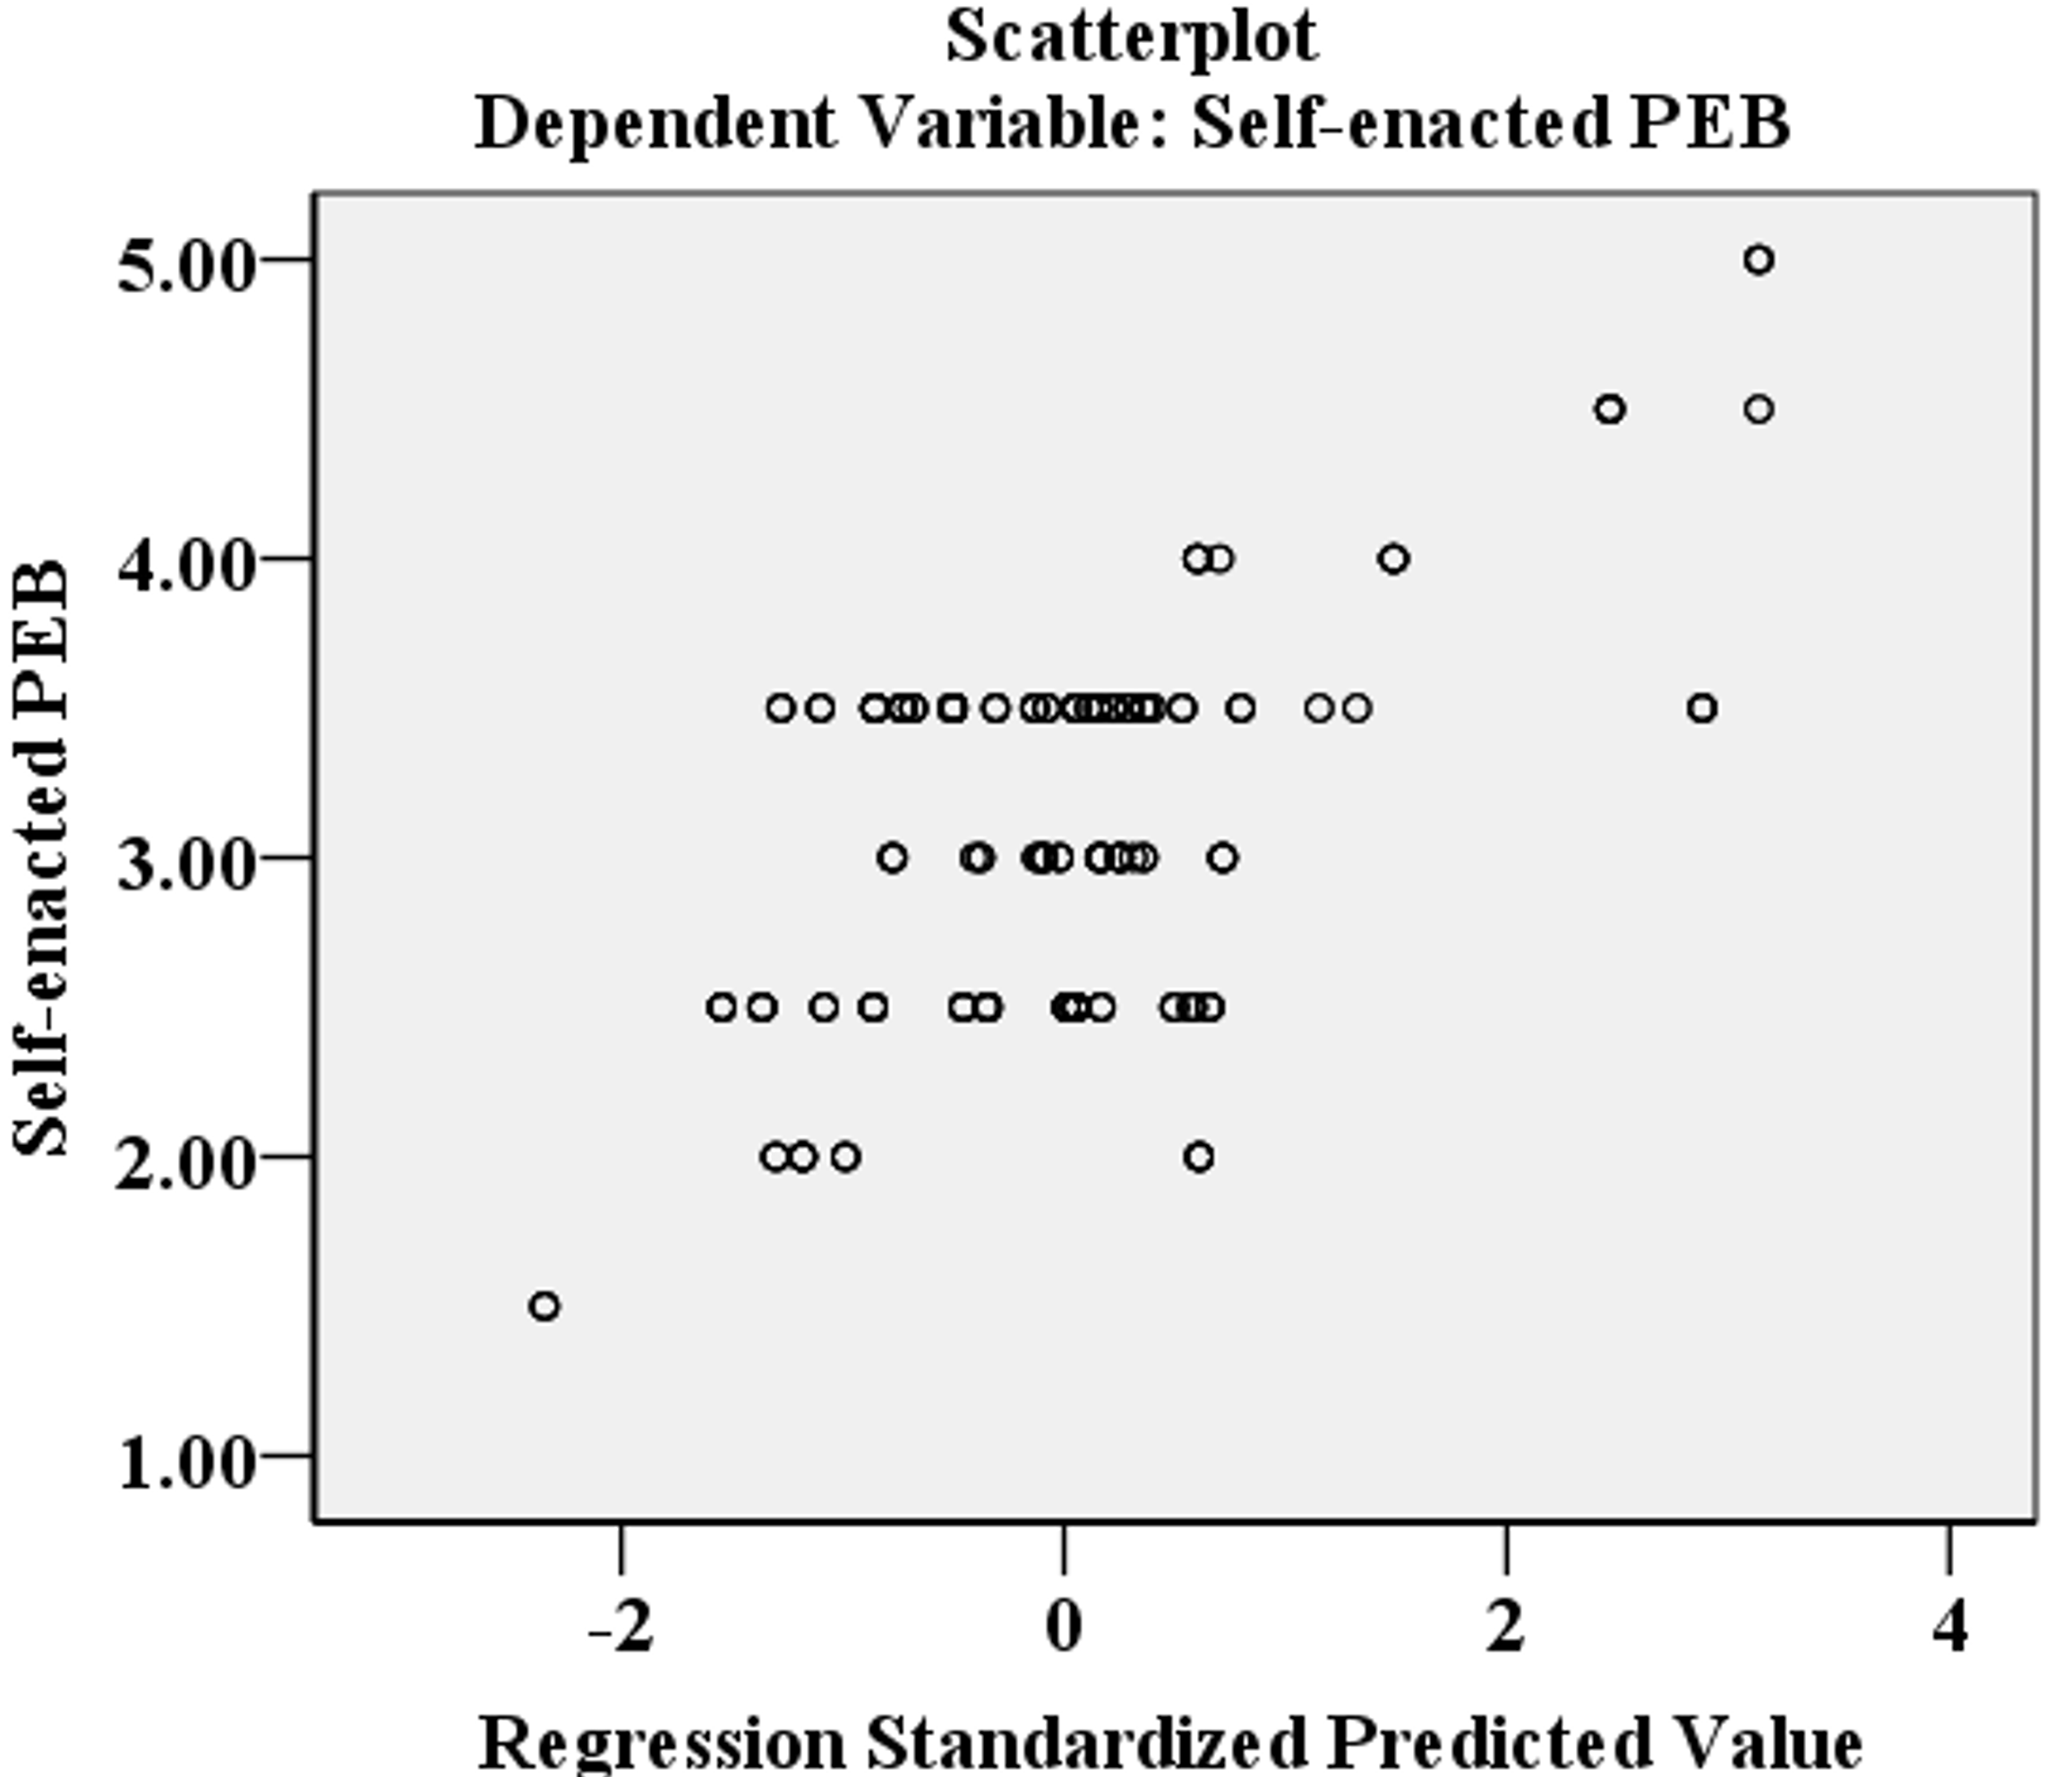 Scatterplot
Dependent Variable: Self-enacted PEB
Self-enacted PEB
5.00
4.00
3.00
2.00
1.00
-2 0 2 4
Regression Standardized Predicted Value